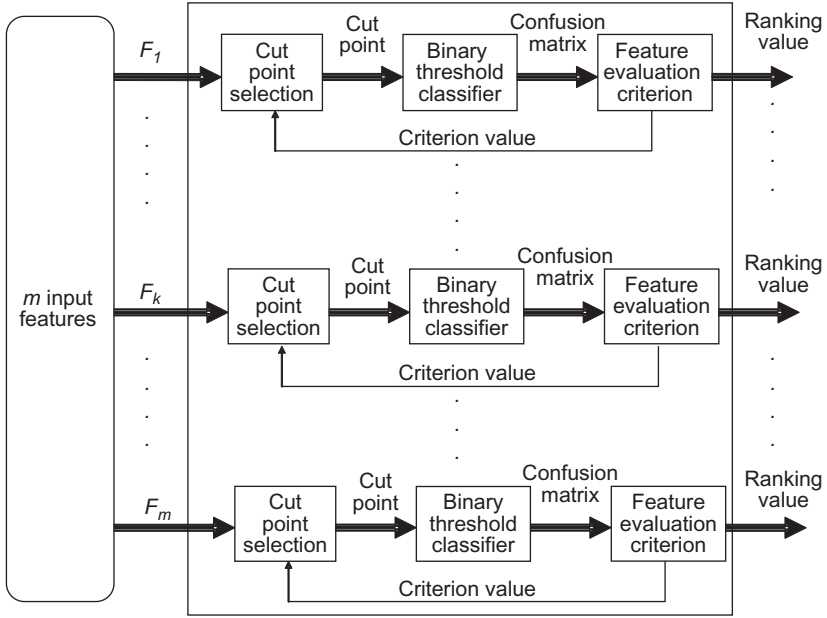 m input
features
F1
Cut
point
selection
Cut
point
Binary
threshold
classifier
Confusion
matrix
Feature
evaluation
criterion
Ranking
value
Criterion value
Fk
Cut
point
selection
Cut
point
Binary
threshold
classifier
Confusion
matrix
Feature
evaluation
criterion
Ranking
value
Criterion value
Fm
Cut
point
selection
Cut
point
Binary
threshold
classifier
Confusion
matrix
Feature
evaluation
criterion
Ranking
value
Criterion value